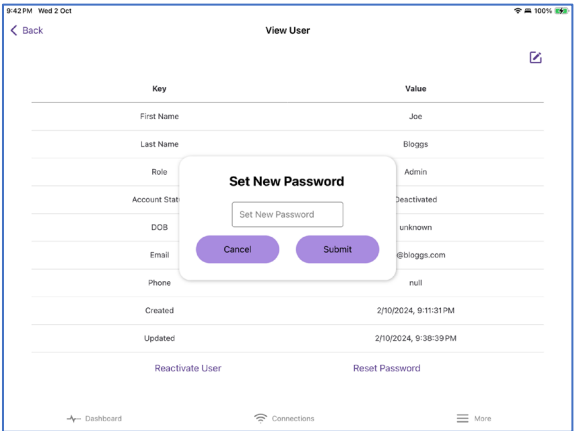 9:42 PM Wed 2 Oct 100%
Back View User
Key Value
First Name Joe
Last Name Bloggs
Role Admin
Set New Password
Account Stat Deactivated
Set New Password
DOB unknown
Cancel Submit
Email @bloggs.com
Phone null
Created 2/10/2024, 9:11:31 PM
Updated 2/10/2024, 9:38:39 PM
Reactivate User Reset Password
Dashboard Connections More